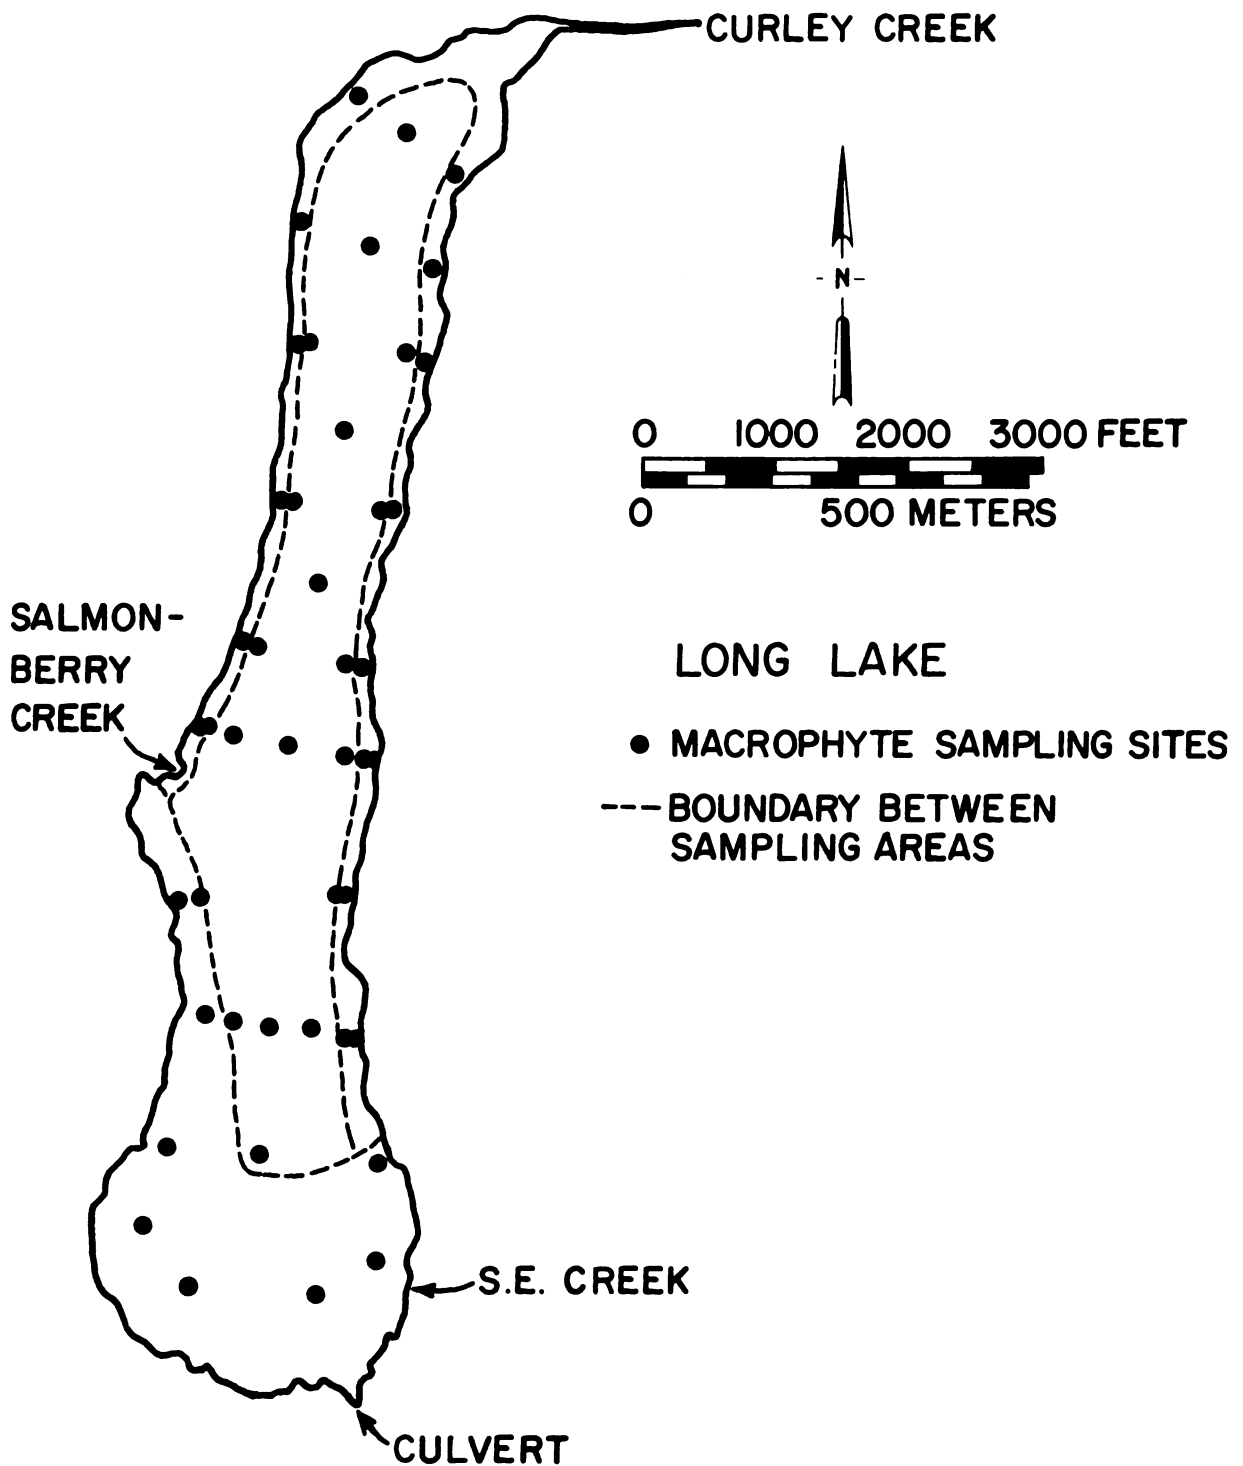 CURLEY CREEK
N
0 1000 2000 3000 FEET
0 500 METERS
SALMON-
BERRY
CREEK
LONG LAKE
MACROPHYTE SAMPLING SITES
BOUNDARY BETWEEN
SAMPLING AREAS
S.E. CREEK
CULVERT